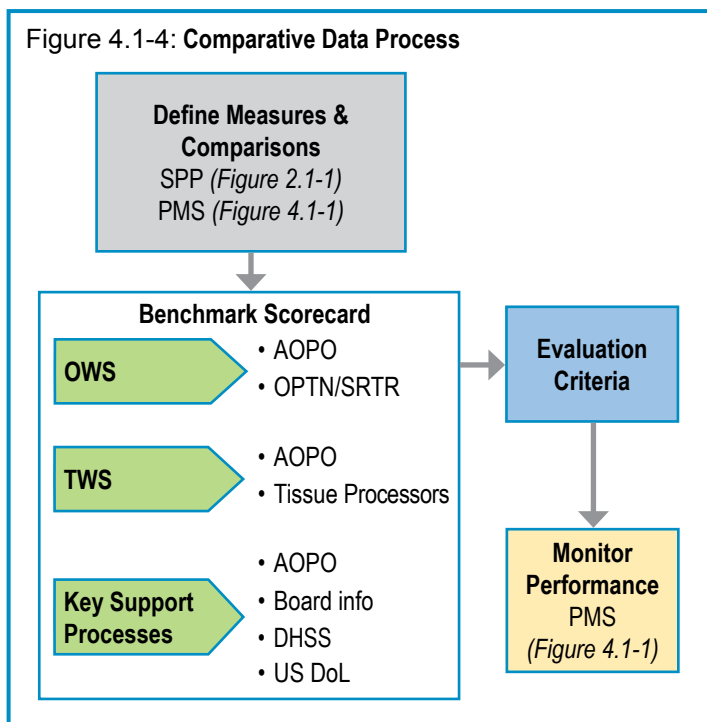 Figure 4.1-4: Comparative Data Process
Define Measures &
Comparisons
SPP (Figure 2.1-1)
PMS (Figure 4.1-1)
Benchmark Scorecard
OWS
• AOPO
• OPTN/SRTR
TWS
• AOPO
• Tissue Processors
Key Support
Processes
• AOPO
• Board info
• DHSS
• US DoL
Evaluation
Criteria
Monitor
Performance
PMS
(Figure 4.1-1)